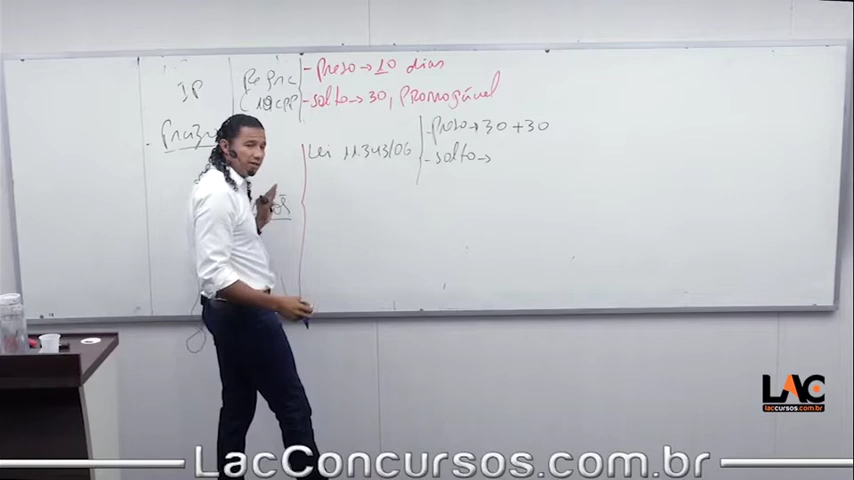 IP
Regra
(10 CPP)
- Preso → 10 dias
- solto → 30, prorrogável
- Prazo
Lei 11.343/06
- Preso → 30 + 30
- solto →
LAC
laccursos.com.br
LacConcursos.com.br